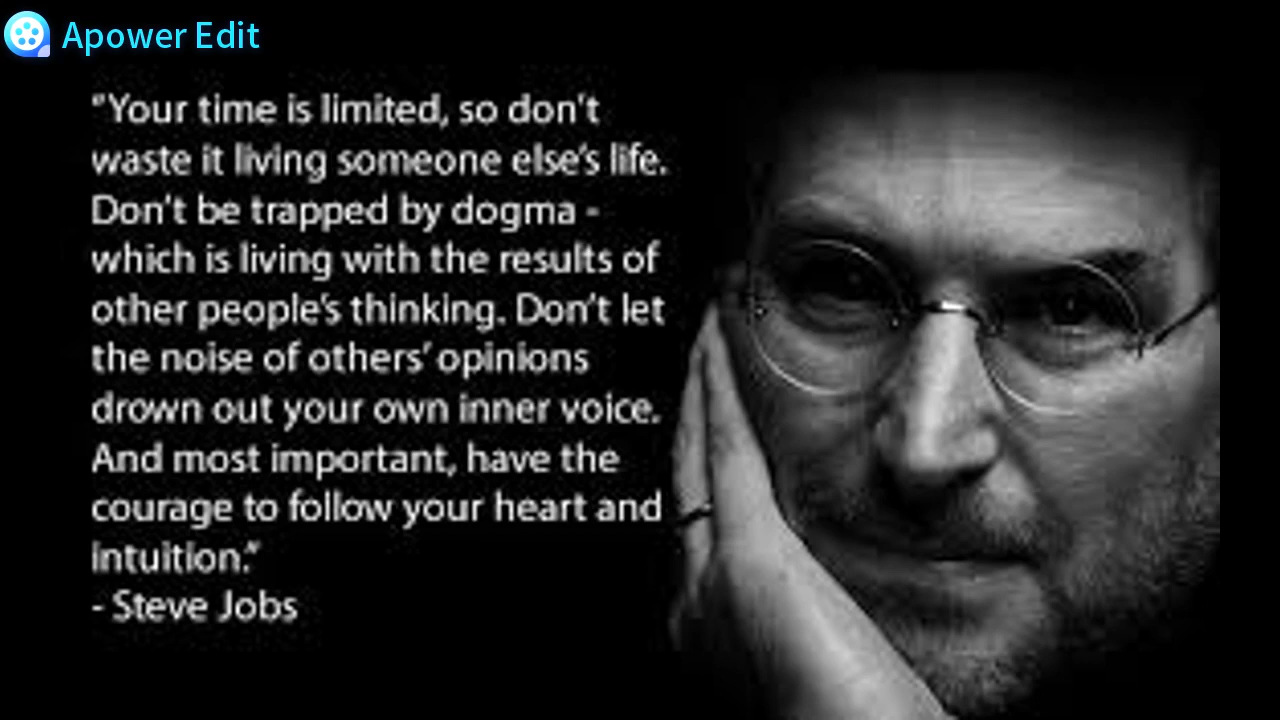 Apower Edit
“Your time is limited, so don't
waste it living someone else’s life.
Don't be trapped by dogma -
which is living with the results of
other people’s thinking. Don’t let
the noise of others’ opinions
drown out your own inner voice.
And most important, have the
courage to follow your heart and
intuition.”
- Steve Jobs